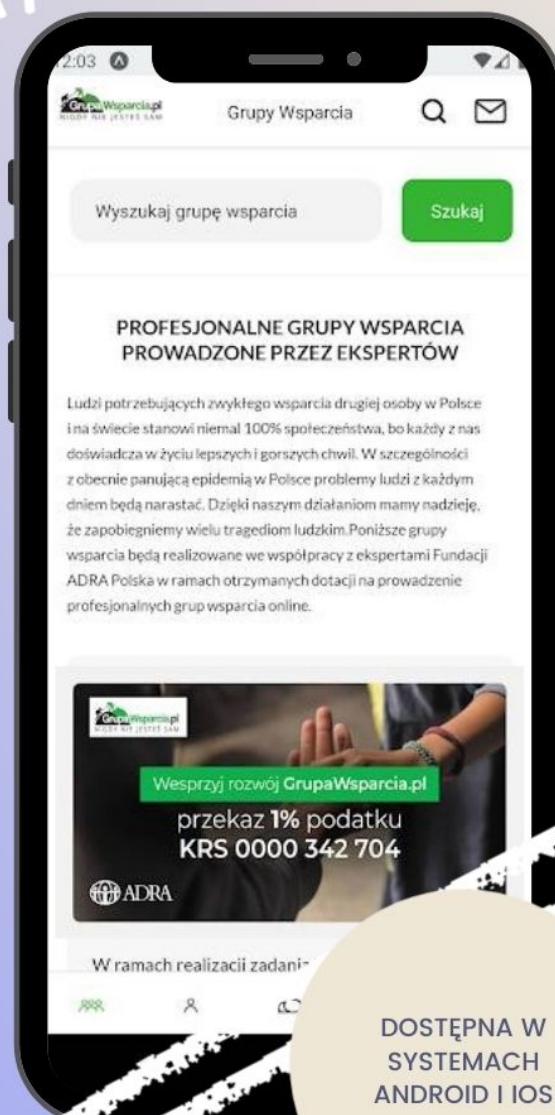 12:03
GrupaWsparcia.pl
NIGDY NIE JESTEŚ SAM
Grupy Wsparcia
Wyszukaj grupę wsparcia
Szukaj
PROFESJONALNE GRUPY WSPARCIA
PROWADZONE PRZEZ EKSPERTÓW
Ludzi potrzebujących zwykłego wsparcia drugiej osoby w Polsce
i na świecie stanowi niemal 100% społeczeństwa, bo każdy z nas
doświadcza w życiu lepszych i gorszych chwil. W szczególności
z obecnie panującą epidemią w Polsce problemy ludzi z każdym
dniem będą narastać. Dzięki naszym działaniom mamy nadzieję,
że zapobiegniemy wielu tragediom ludzkim.Poniższe grupy
wsparcia będą realizowane we współpracy z ekspertami Fundacji
ADRA Polska w ramach otrzymanych dotacji na prowadzenie
profesjonalnych grup wsparcia online.
GrupaWsparcia.pl
NIGDY NIE JESTEŚ SAM
Wesprzyj rozwój GrupaWsparcia.pl
przekaz 1% podatku
KRS 0000 342 704
ADRA
W ramach realizacji zadania
DOSTĘPNA W
SYSTEMACH
ANDROID I IOS